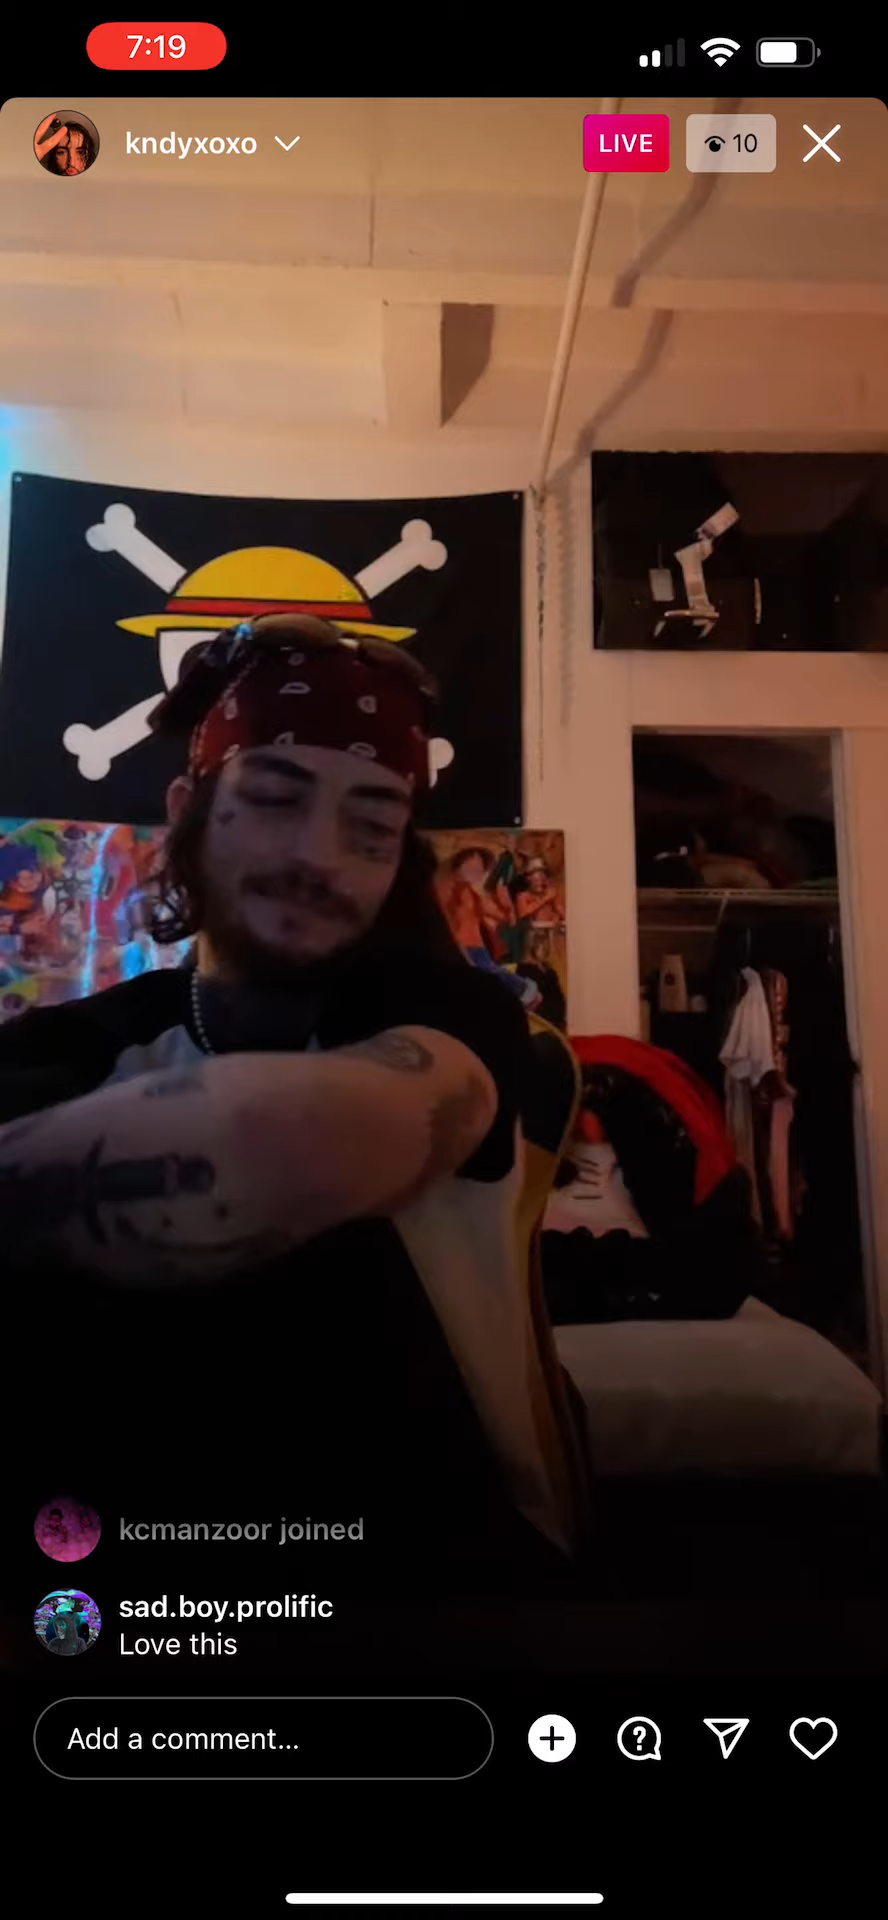 7:19
kndyxoxo
LIVE
10
kcmanzoor joined
sad.boy.prolific
Love this
Add a comment...